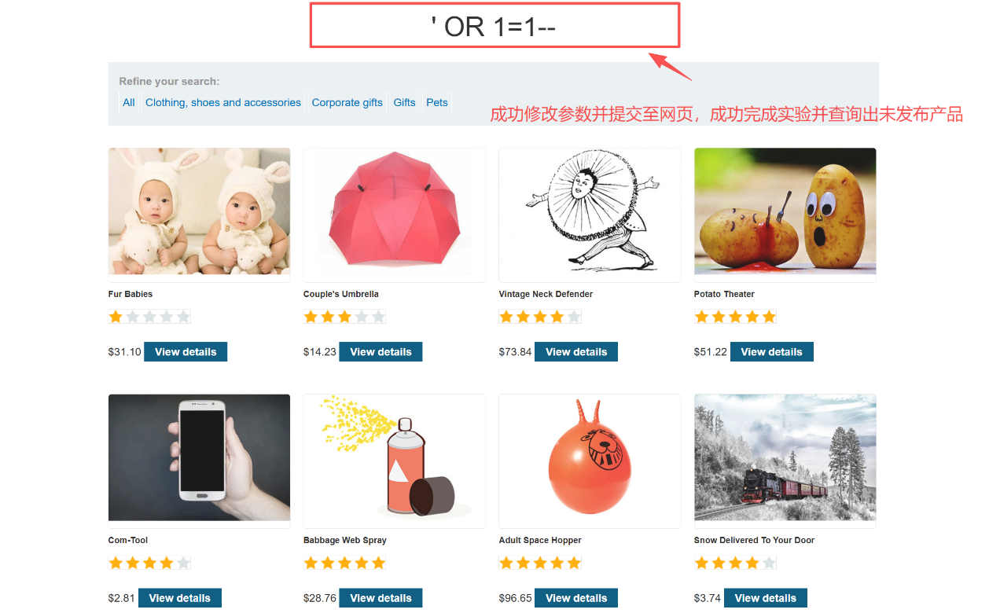 ' OR 1=1--
Refine your search:
All Clothing, shoes and accessories Corporate gifts Gifts Pets
成功修改参数并提交至网页，成功完成实验并查询出未发布产品
Fur Babies
$31.10 View details
Couple's Umbrella
$14.23 View details
Vintage Neck Defender
$73.84 View details
Potato Theater
$51.22 View details
Com-Tool
$2.81 View details
Babbage Web Spray
$28.76 View details
Adult Space Hopper
$96.65 View details
Snow Delivered To Your Door
$3.74 View details